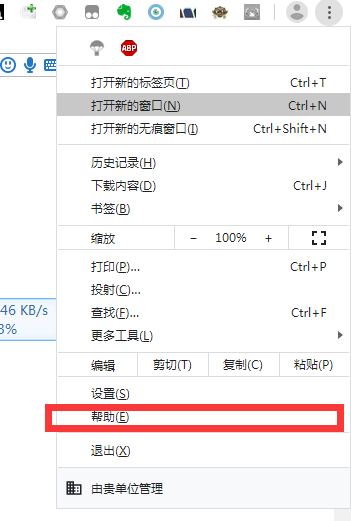 ABP
打开新的标签页(T) Ctrl+T
打开新的窗口(N) Ctrl+N
打开新的无痕窗口(I) Ctrl+Shift+N
历史记录(H)
下载内容(D) Ctrl+J
书签(B)
缩放 − 100% +
打印(P)... Ctrl+P
投射(C)...
查找(F)... Ctrl+F
46 KB/s
3%
更多工具(L)
编辑 剪切(T) 复制(C) 粘贴(P)
设置(S)
帮助(E)
退出(X)
由贵单位管理